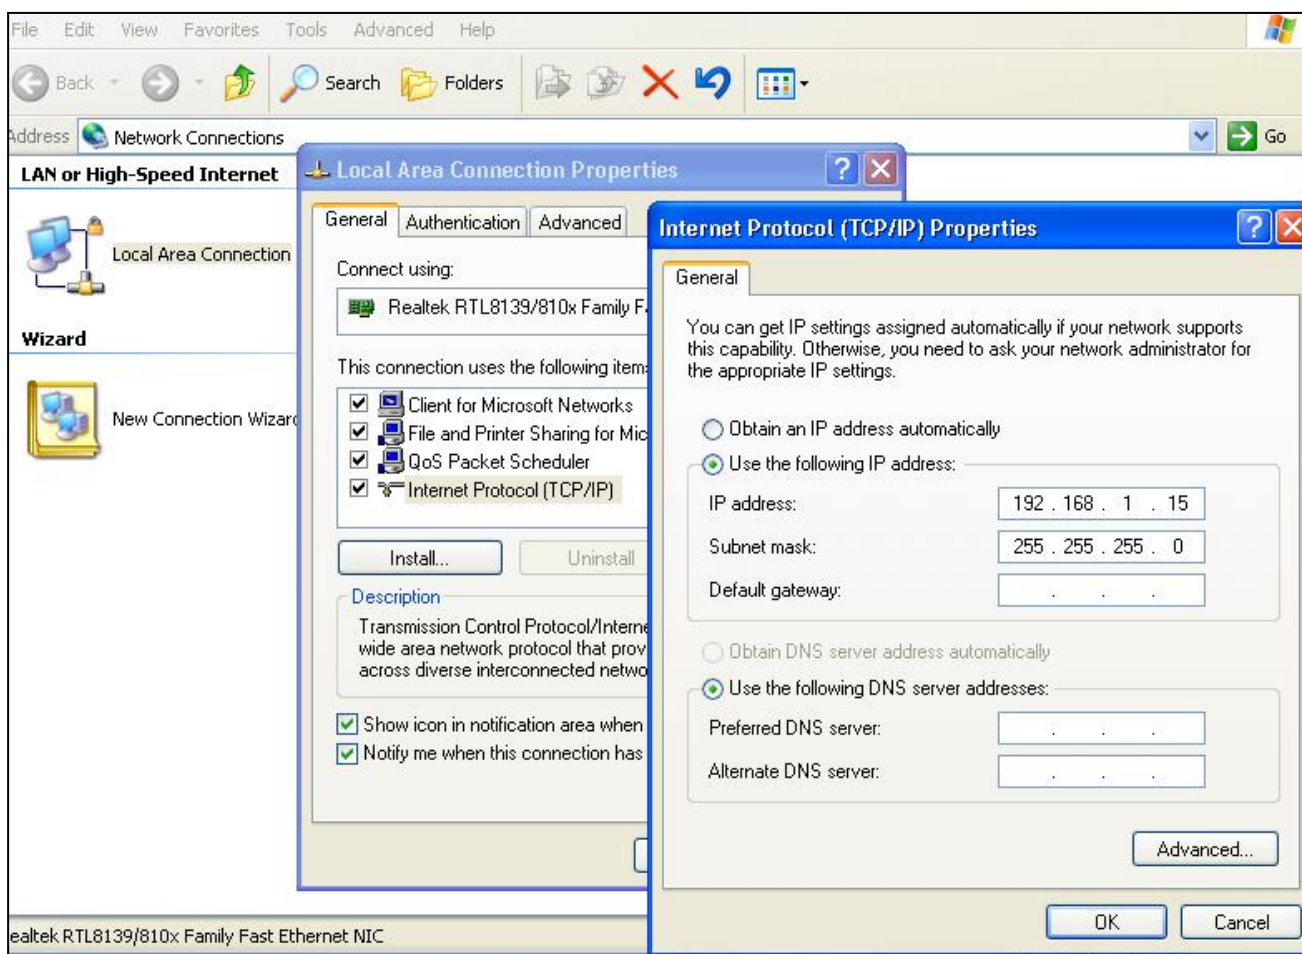 File Edit View Favorites Tools Advanced Help
Back Search Folders
Address Network Connections Go
LAN or High-Speed Internet
Local Area Connection
Wizard
New Connection Wizard
Local Area Connection Properties
General Authentication Advanced
Connect using:
Realtek RTL8139/810x Family F
This connection uses the following items
Client for Microsoft Networks
File and Printer Sharing for Mic
QoS Packet Scheduler
Internet Protocol (TCP/IP)
Install... Uninstall
Description
Transmission Control Protocol/Interne
wide area network protocol that prov
across diverse interconnected netwo
Show icon in notification area when
Notify me when this connection has
Internet Protocol (TCP/IP) Properties
General
You can get IP settings assigned automatically if your network supports
this capability. Otherwise, you need to ask your network administrator for
the appropriate IP settings.
Obtain an IP address automatically
Use the following IP address:
IP address: 192 . 168 . 1 . 15
Subnet mask: 255 . 255 . 255 . 0
Default gateway: . . .
Obtain DNS server address automatically
Use the following DNS server addresses:
Preferred DNS server: . . .
Alternate DNS server: . . .
Advanced...
OK Cancel
ealtek RTL8139/810x Family Fast Ethernet NIC